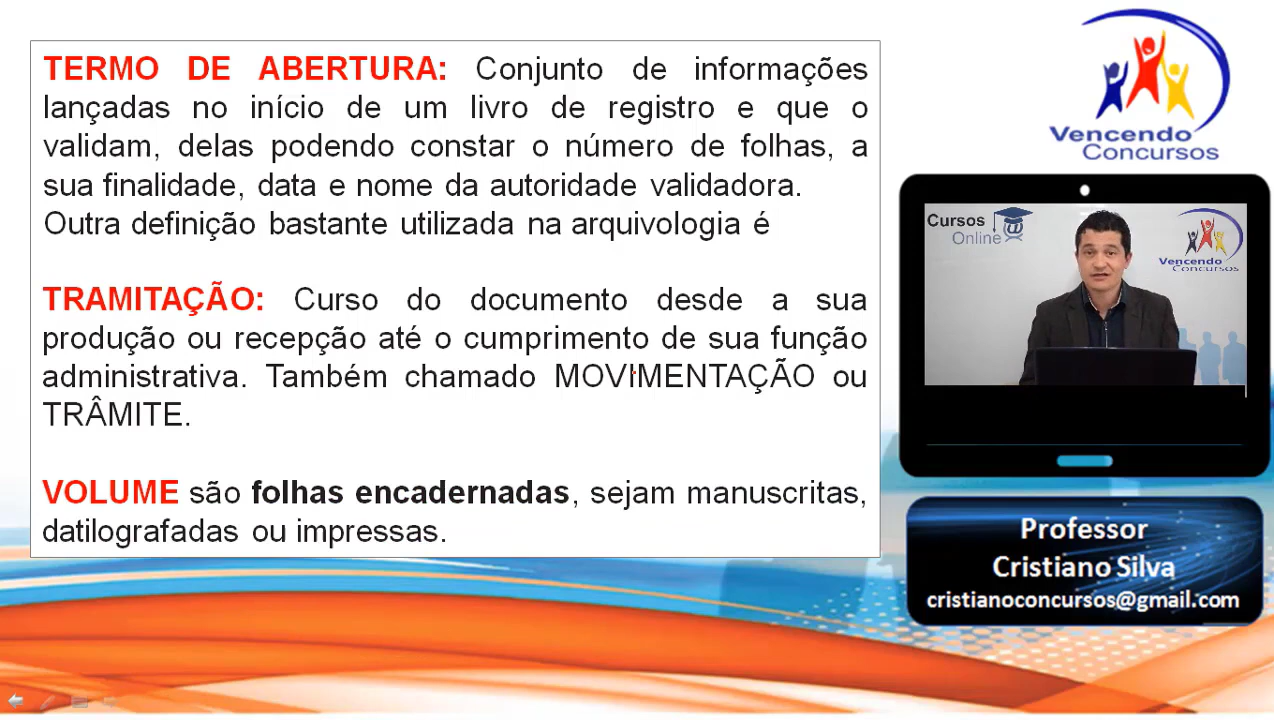 TERMO DE ABERTURA: Conjunto de informações
lançadas no início de um livro de registro e que o
validam, delas podendo constar o número de folhas, a
sua finalidade, data e nome da autoridade validadora.
Outra definição bastante utilizada na arquivologia é
TRAMITAÇÃO: Curso do documento desde a sua
produção ou recepção até o cumprimento de sua função
administrativa. Também chamado MOVIMENTAÇÃO ou
TRÂMITE.
VOLUME são folhas encadernadas, sejam manuscritas,
datilografadas ou impressas.
Vencendo
Concursos
Cursos
Online
@
Vencendo
Concursos
Professor
Cristiano Silva
cristianoconcursos@gmail.com